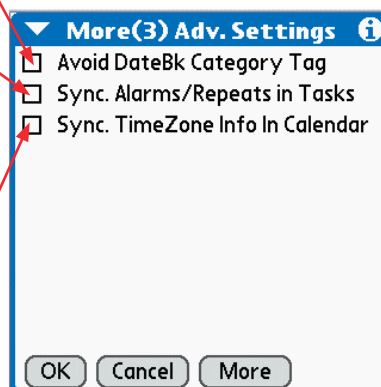 More(3) Adv. Settings i
Avoid DateBk Category Tag
Sync. Alarms/Repeats in Tasks
Sync. TimeZone Info In Calendar
OK Cancel More